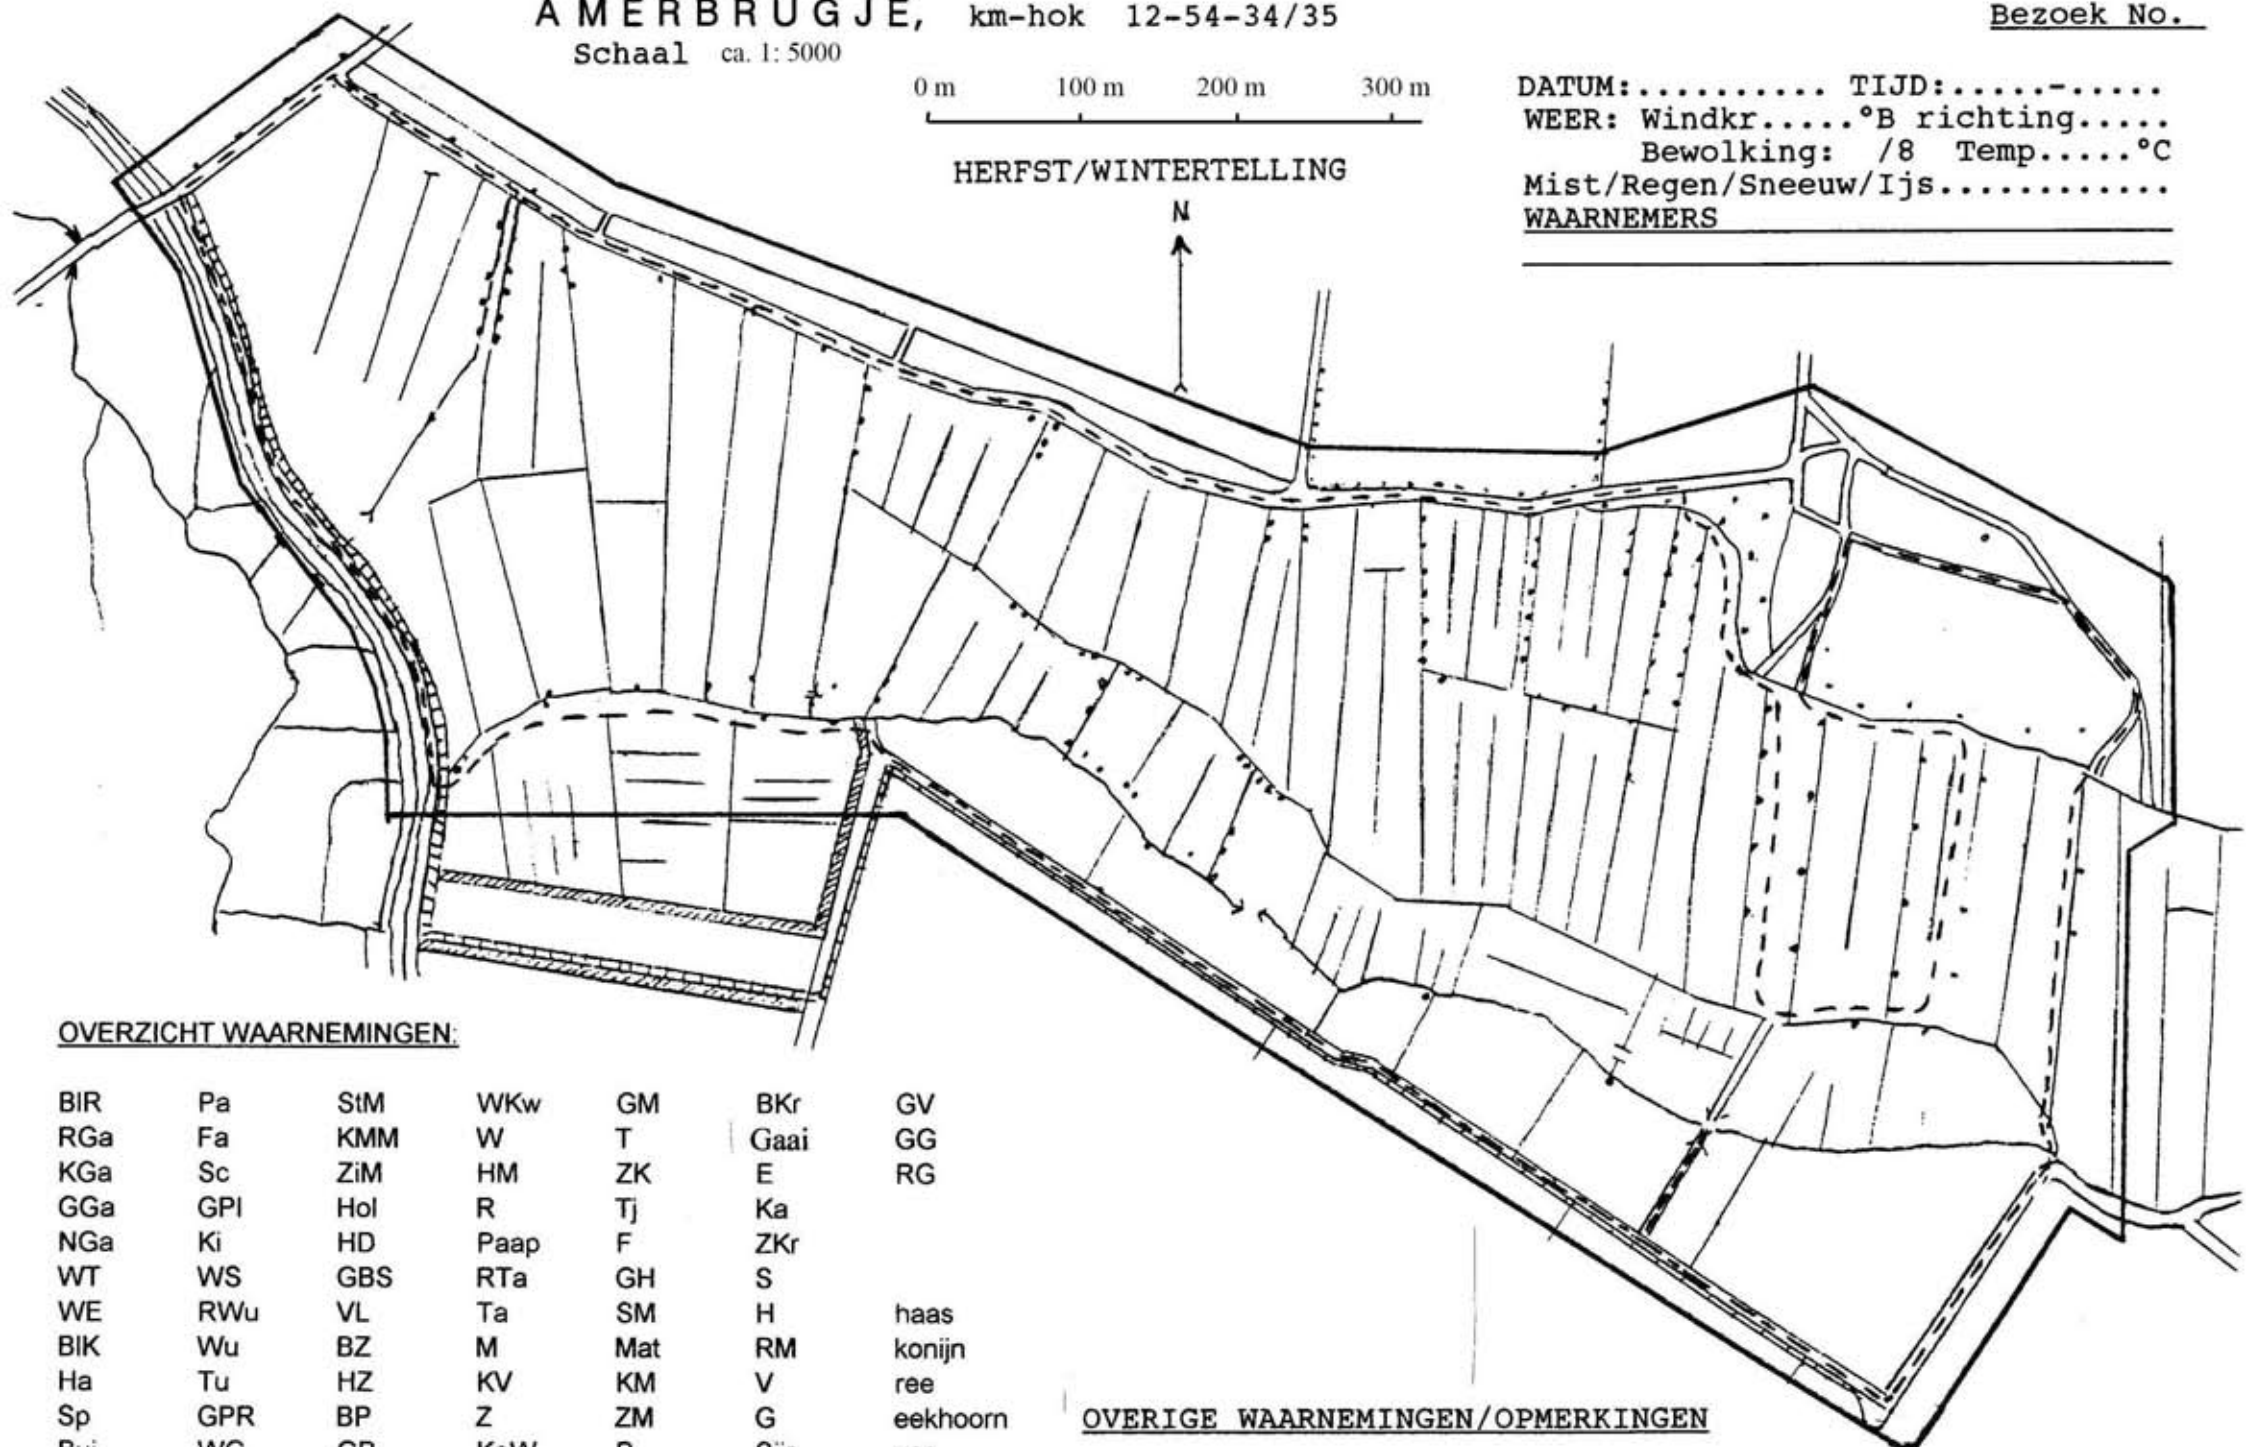 AMERBRUGJE, km-hok 12-54-34/35
Schaal ca. 1: 5000
0 m 100 m 200 m 300 m
HERFST/WINTERTELLING
N
Bezoek No.
DATUM:.......... TIJD:.....-.....
WEER: Windkr.....°B richting.....
Bewolking: /8 Temp.....°C
Mist/Regen/Sneeuw/Ijs............
WAARNEMERS
OVERZICHT WAARNEMINGEN:
BlR Pa StM WKw GM BKr GV
RGa Fa KMM W T Gaai GG
KGa Sc ZiM HM ZK E RG
GGa GPl Hol R Tj Ka
NGa Ki HD Paap F ZKr
WT WS GBS RTa GH S
WE RWu VL Ta SM H haas
BlK Wu BZ M Mat RM konijn
Ha Tu HZ KV KM V ree
Sp GPR BP Z ZM G eekhoorn
OVERIGE WAARNEMINGEN/OPMERKINGEN